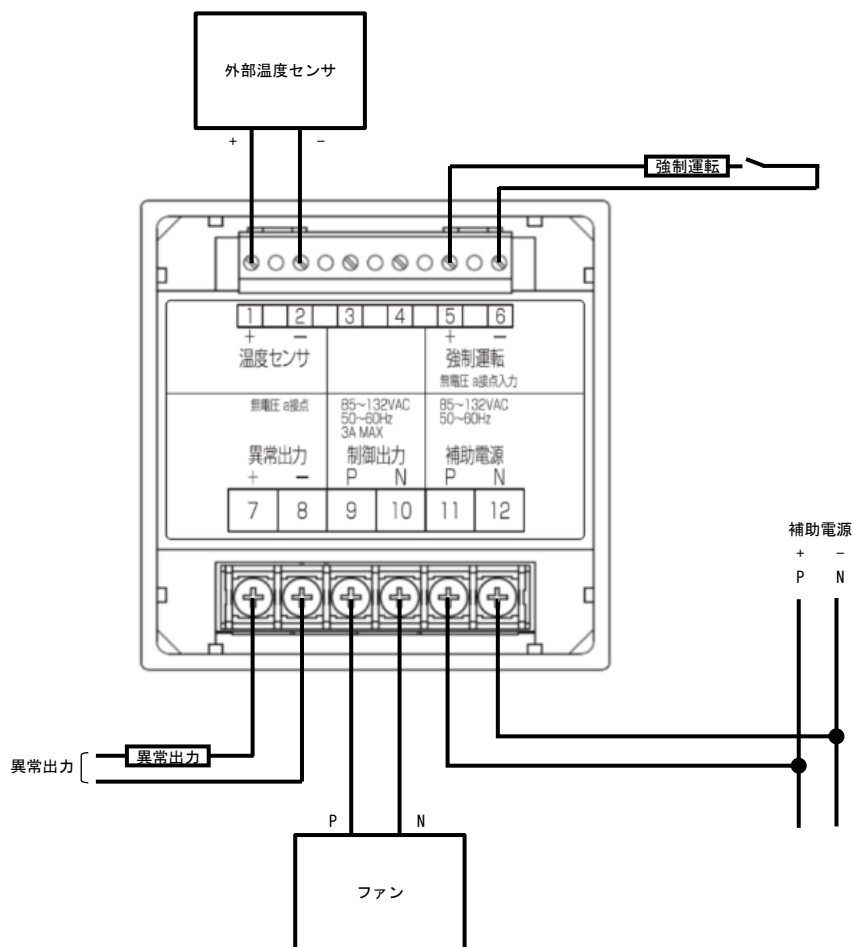 外部温度センサ
+ −
強制運転
1 2 3 4 5 6
+ − + −
温度センサ 強制運転
無電圧 a接点入力
無電圧 a接点 85~132VAC 85~132VAC
50~60Hz 50~60Hz
3A MAX
異常出力 制御出力 補助電源
+ − P N P N
7 8 9 10 11 12
補助電源
+ −
P N
異常出力 異常出力
P N
ファン